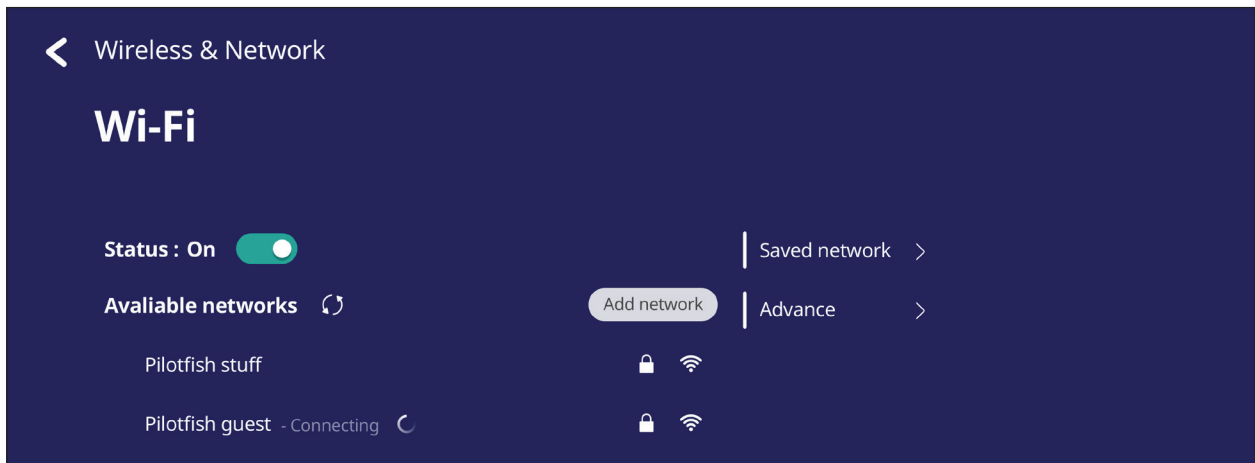 Wireless & Network
Wi-Fi
Status : On
Saved network
Avaliable networks
Add network
Advance
Pilotfish stuff
Pilotfish guest - Connecting